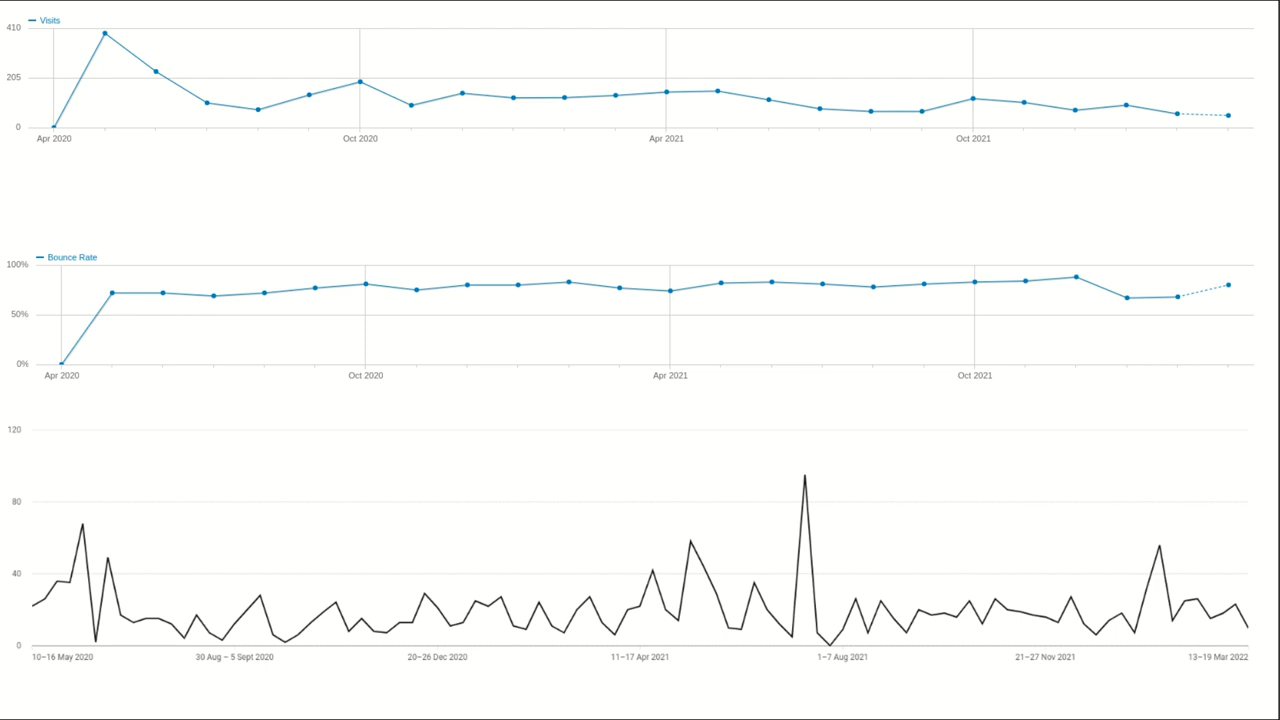 Visits
410
205
0
Apr 2020 Oct 2020 Apr 2021 Oct 2021
Bounce Rate
100%
50%
0%
Apr 2020 Oct 2020 Apr 2021 Oct 2021
120
80
40
0
10–16 May 2020 30 Aug – 5 Sept 2020 20–26 Dec 2020 11–17 Apr 2021 1–7 Aug 2021 21–27 Nov 2021 13–19 Mar 2022